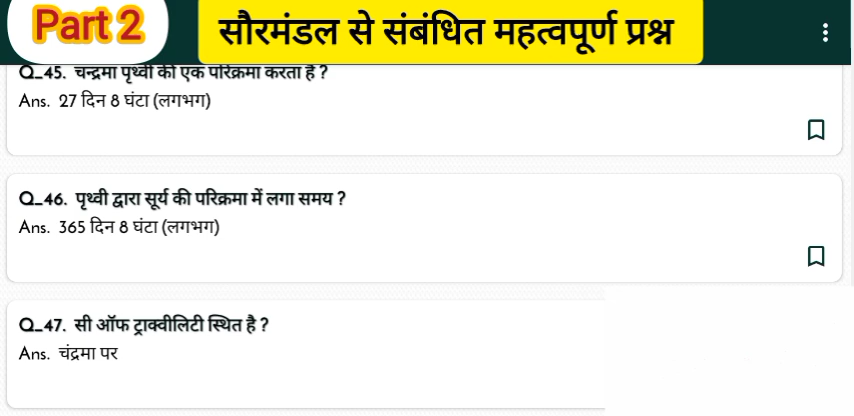 Part 2
सौरमंडल से संबंधित महत्वपूर्ण प्रश्न
Q_45. चन्द्रमा पृथ्वी की एक परिक्रमा करता है ?
Ans. 27 दिन 8 घंटा (लगभग)
Q_46. पृथ्वी द्वारा सूर्य की परिक्रमा में लगा समय ?
Ans. 365 दिन 8 घंटा (लगभग)
Q_47. सी ऑफ ट्राक्वीलिटी स्थित है ?
Ans. चंद्रमा पर